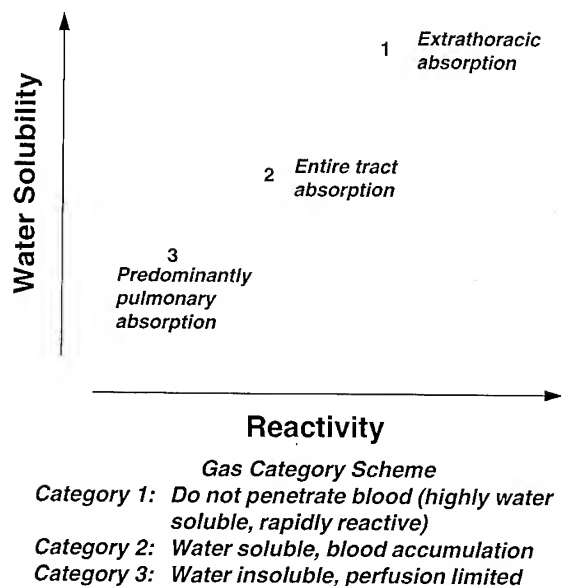 Water Solubility
1 Extrathoracic
absorption
2 Entire tract
absorption
3
Predominantly
pulmonary
absorption
Reactivity
Gas Category Scheme
Category 1: Do not penetrate blood (highly water
soluble, rapidly reactive)
Category 2: Water soluble, blood accumulation
Category 3: Water insoluble, perfusion limited